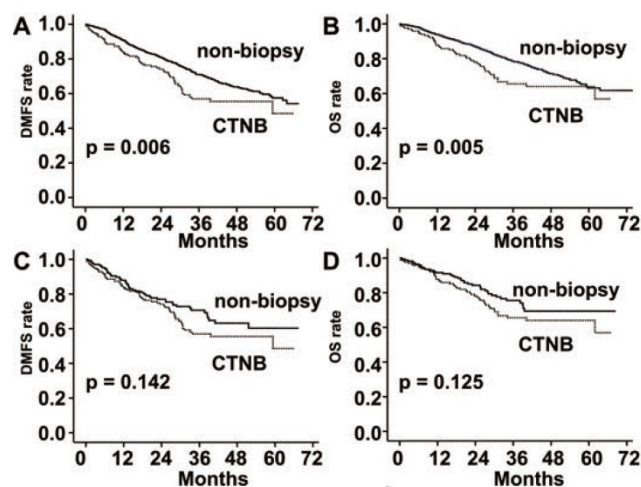 A
DMFS rate
1.0
0.8
0.6
0.4
0.2
0.0
non-biopsy
CTNB
p = 0.006
0 12 24 36 48 60 72
Months
B
OS rate
1.0
0.8
0.6
0.4
0.2
0.0
non-biopsy
CTNB
p = 0.005
0 12 24 36 48 60 72
Months
C
DMFS rate
1.0
0.8
0.6
0.4
0.2
0.0
non-biopsy
CTNB
p = 0.142
0 12 24 36 48 60 72
Months
D
OS rate
1.0
0.8
0.6
0.4
0.2
0.0
non-biopsy
CTNB
p = 0.125
0 12 24 36 48 60 72
Months